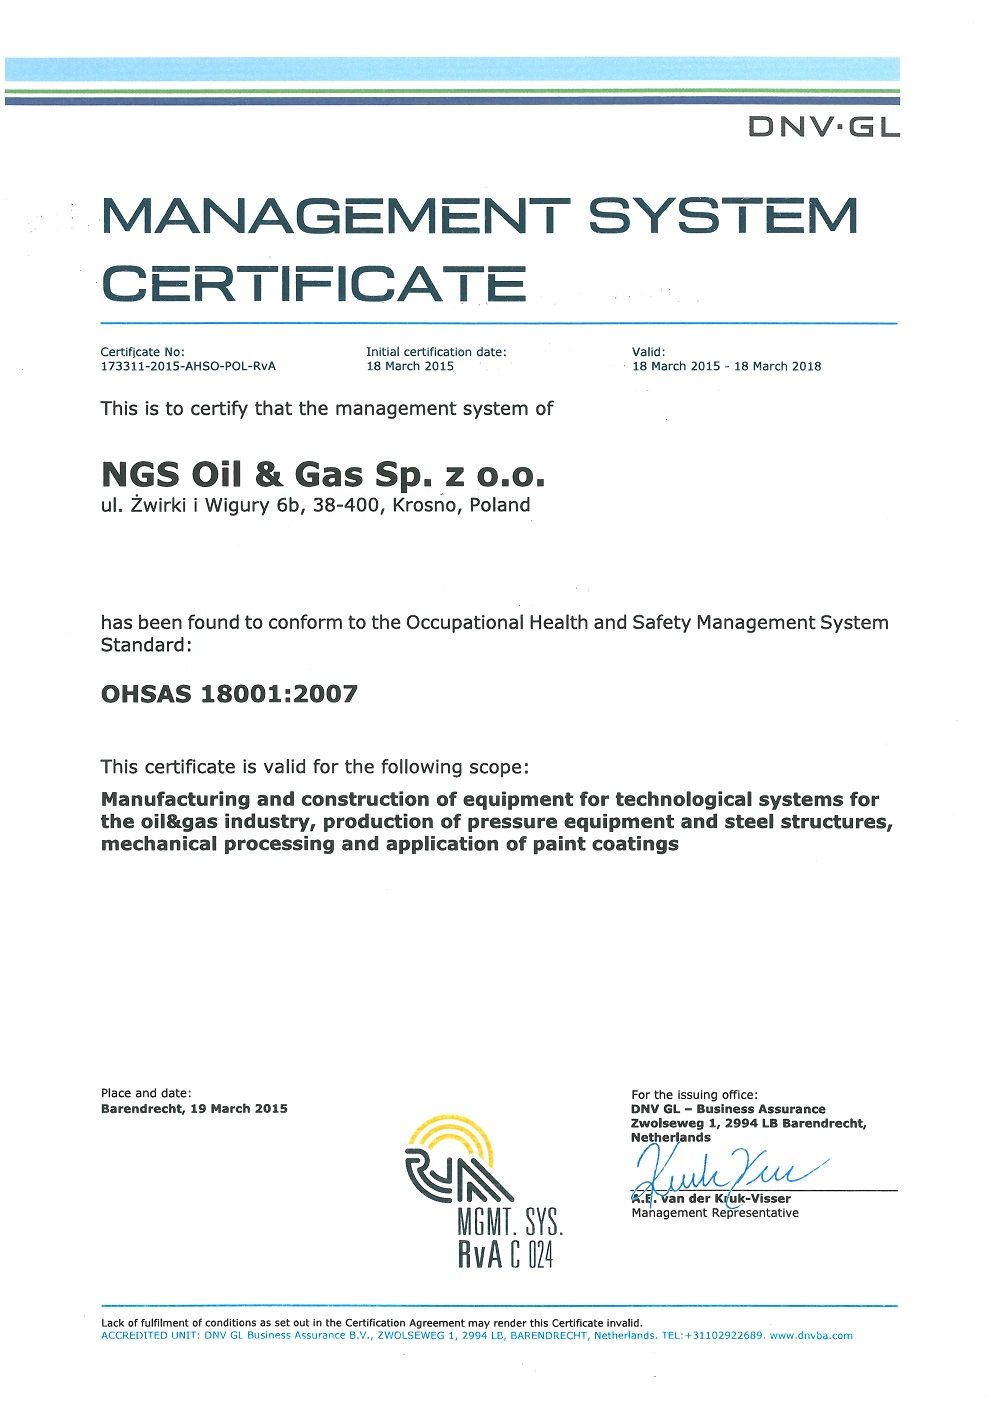 DNV·GL
MANAGEMENT SYSTEM
CERTIFICATE
Certificate No:
173311-2015-AHSO-POL-RvA
Initial certification date:
18 March 2015
Valid:
18 March 2015 - 18 March 2018
This is to certify that the management system of
NGS Oil & Gas Sp. z o.o.
ul. Żwirki i Wigury 6b, 38-400, Krosno, Poland
has been found to conform to the Occupational Health and Safety Management System
Standard:
OHSAS 18001:2007
This certificate is valid for the following scope:
Manufacturing and construction of equipment for technological systems for
the oil&gas industry, production of pressure equipment and steel structures,
mechanical processing and application of paint coatings
Place and date:
Barendrecht, 19 March 2015
RvA
MGMT. SYS.
RvA C 024
For the issuing office:
DNV GL – Business Assurance
Zwolseweg 1, 2994 LB Barendrecht,
Netherlands
A.E. van der Kruk-Visser
Management Representative
Lack of fulfilment of conditions as set out in the Certification Agreement may render this Certificate invalid.
ACCREDITED UNIT: DNV GL Business Assurance B.V., ZWOLSEWEG 1, 2994 LB, BARENDRECHT, Netherlands. TEL:+31102922689. www.dnvba.com